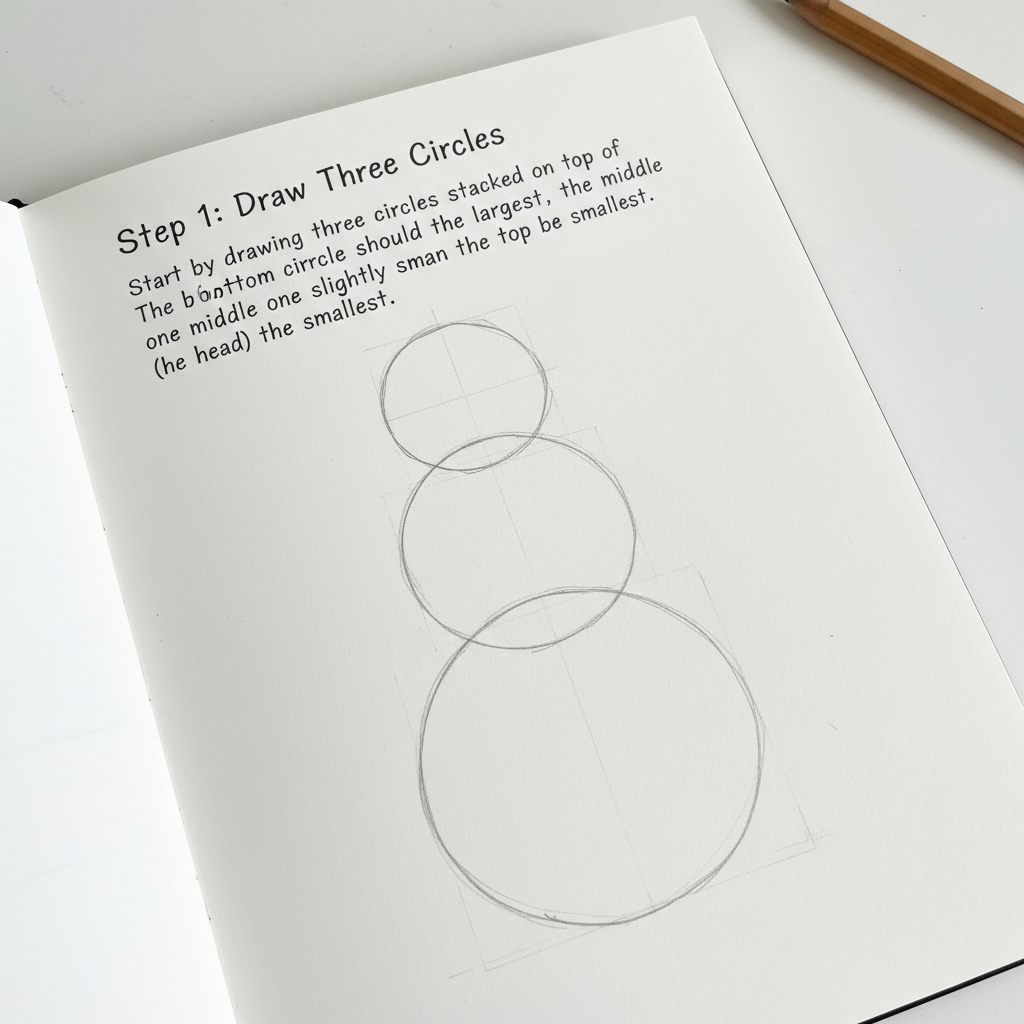 Step 1: Draw Three Circles
Start by drawing three circles stacked on top of
The cirrcle should the largest, the middle
one middle one slightly sman the top be smallest.
(he head) the smallest.